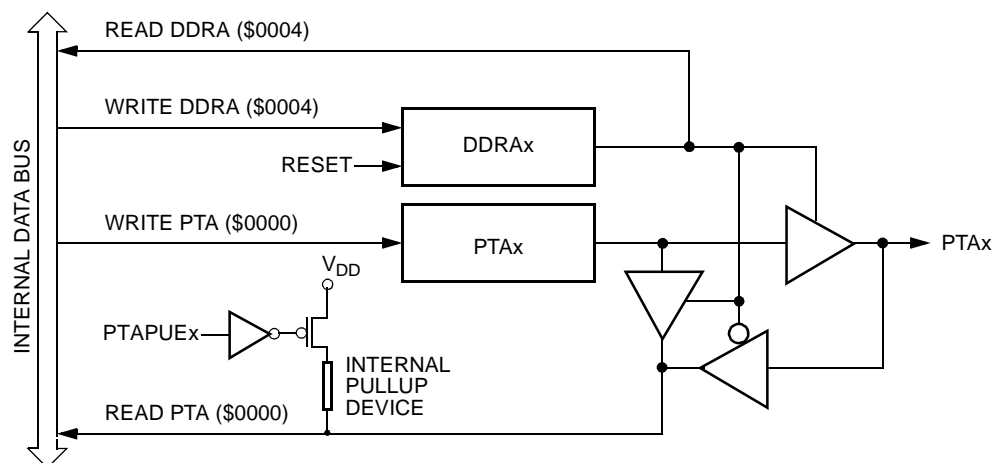 READ DDRA ($0004)
WRITE DDRA ($0004)
DDRAx
RESET
INTERNAL DATA BUS
WRITE PTA ($0000)
PTAx
PTAx
VDD
PTAPUEx
INTERNAL
PULLUP
DEVICE
READ PTA ($0000)